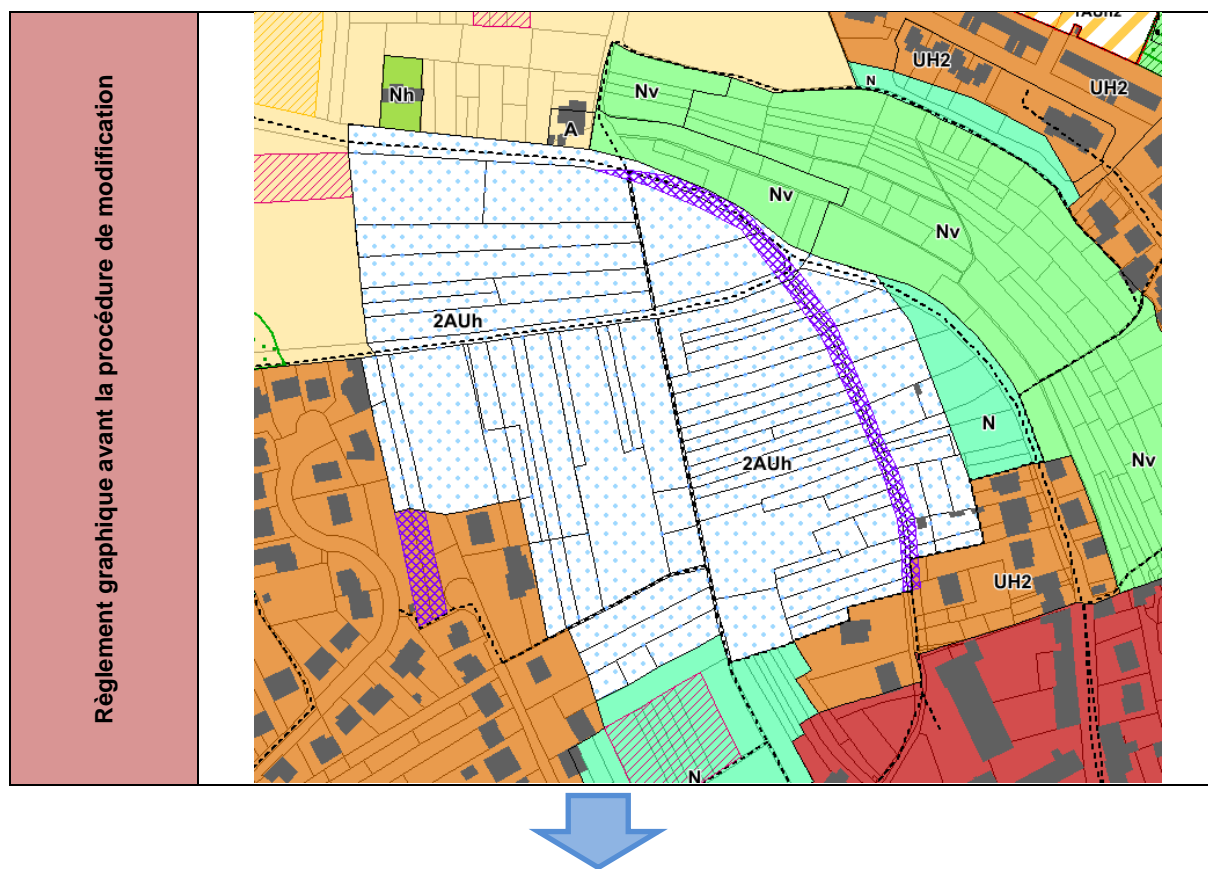 Règlement graphique avant la procédure de modification
UH2
UH2
N
Nh
Nv
A
Nv
Nv
2AUh
N
2AUh
Nv
UH2
N